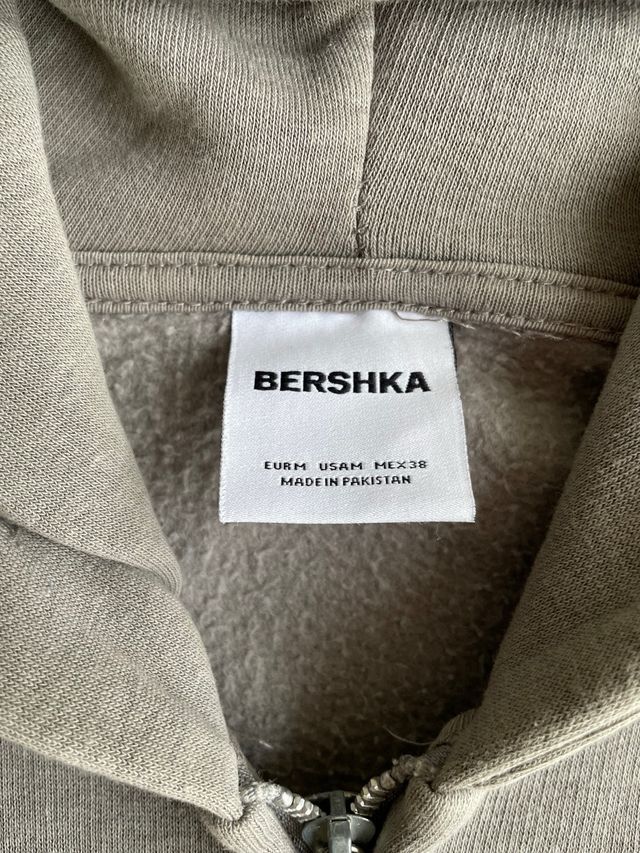 BERSHKA
EUR M  USA M  MEX 38
MADE IN PAKISTAN